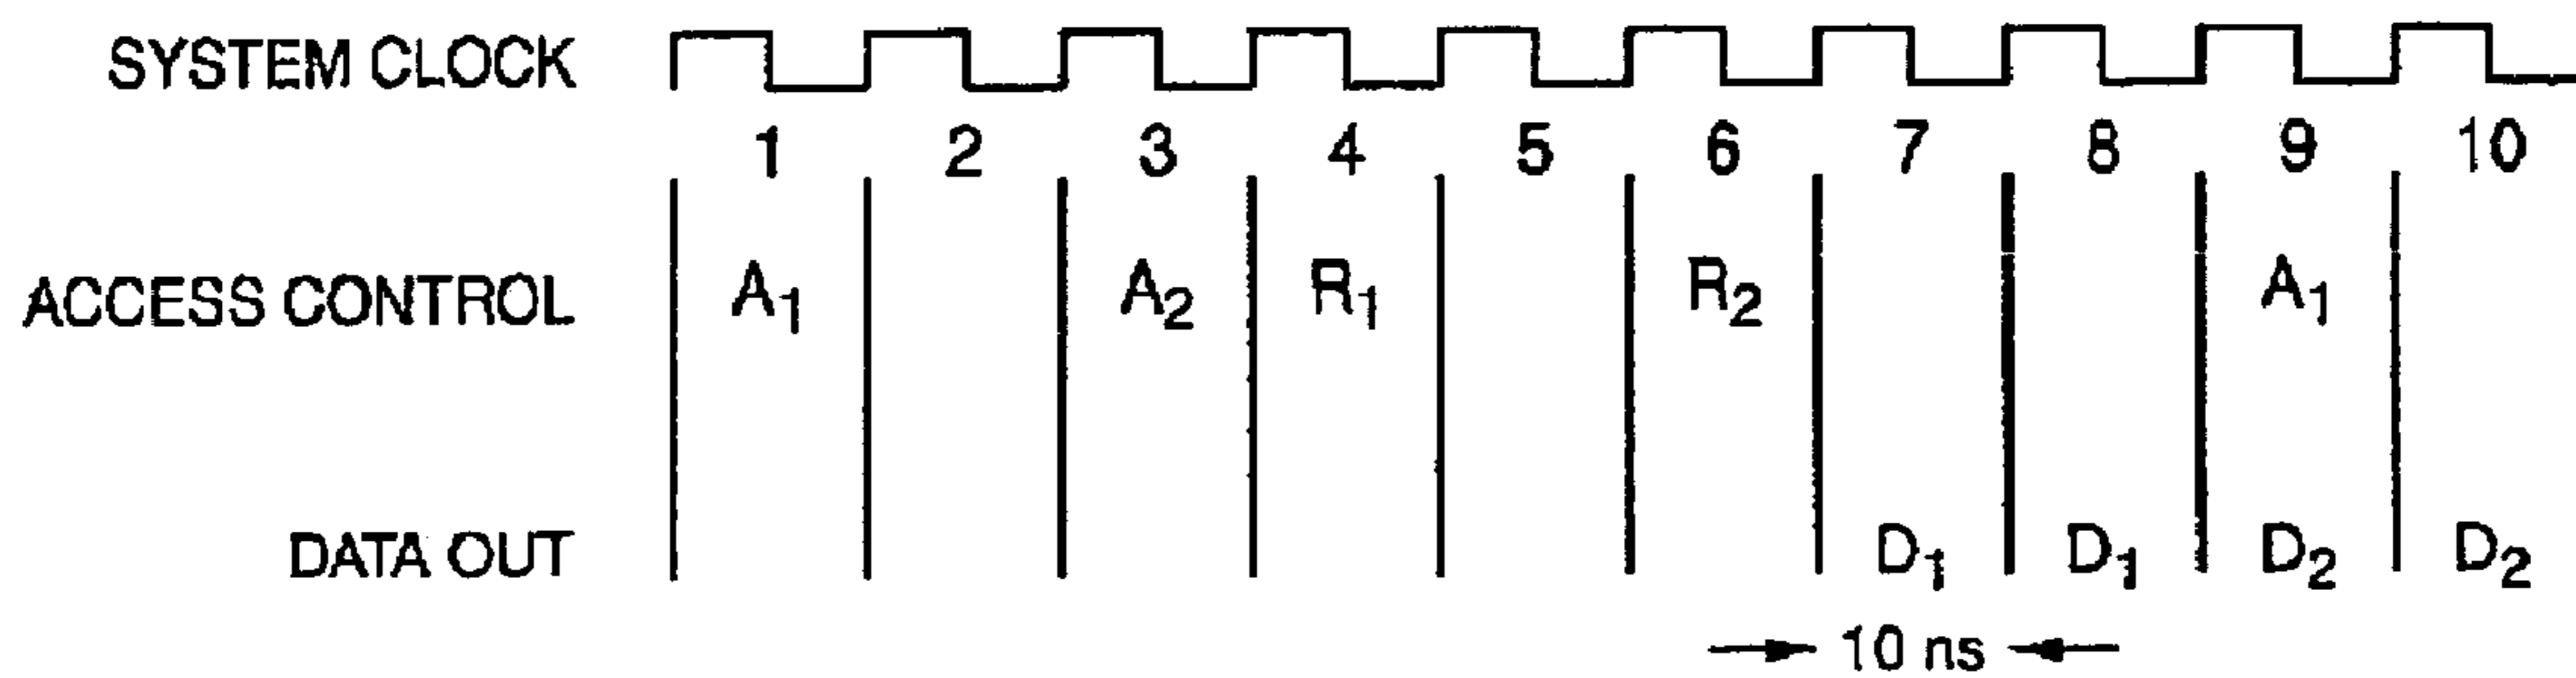 SYSTEM CLOCK
1 2 3 4 5 6 7 8 9 10
ACCESS CONTROL A1 A2 R1 R2 A1
DATA OUT D1 D1 D2 D2
10 ns